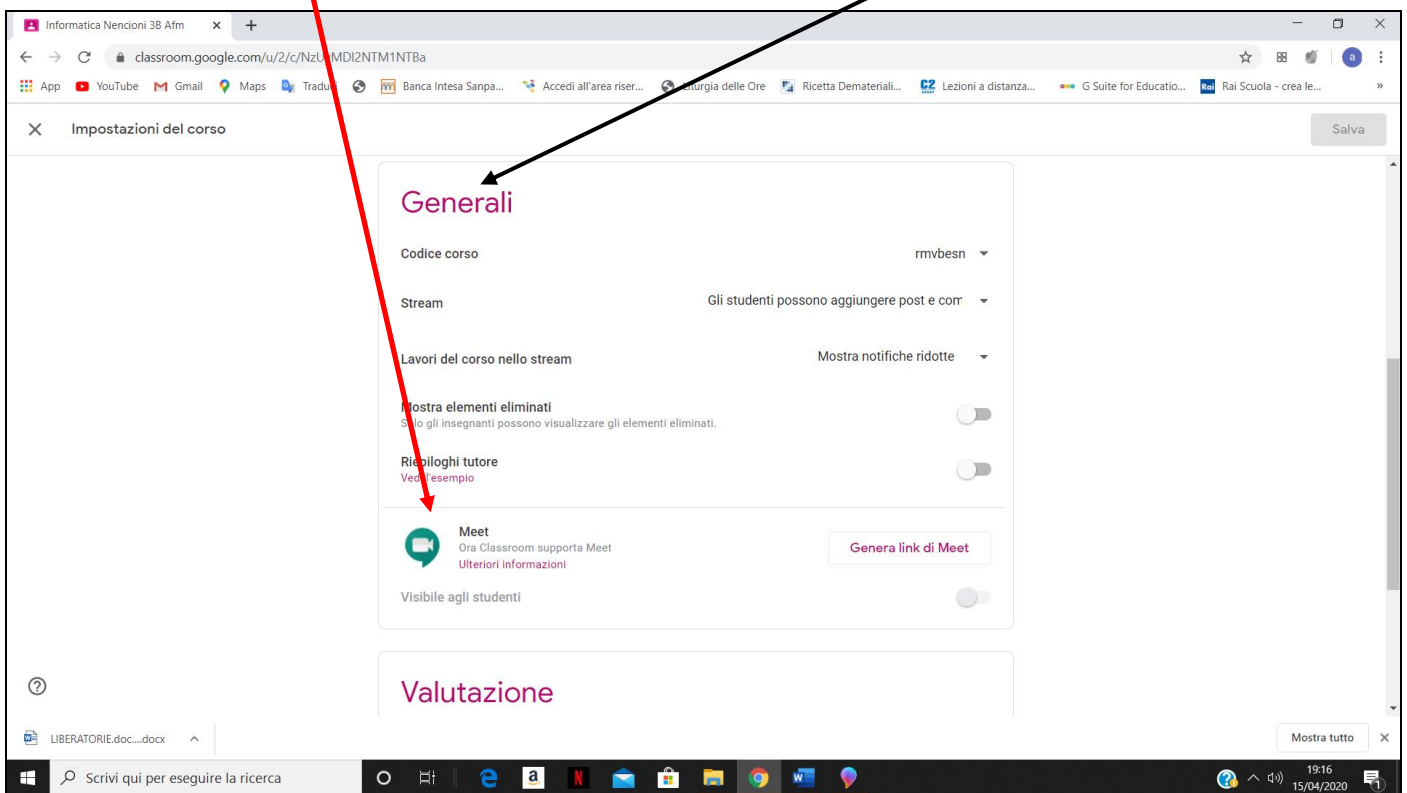 Informatica Nencioni 3B Afm
classroom.google.com/u/2/c/
App YouTube Gmail Maps Banca Intesa Sanpa... Accedi all'area riser... delle Ore Ricetta Demateriali... Lezioni a distanza... G Suite for Educatio... Rai Rai Scuola - crea le... »
Impostazioni del corso Salva
Generali
Codice corso rmvbesn
Stream Gli studenti possono aggiungere post e com
Lavori del corso nello stream Mostra notifiche ridotte
Mostra elementi eliminati
Solo gli insegnanti possono visualizzare gli elementi eliminati.
Riepiloghi tutore
Vedi l'esempio
Meet
Ora Classroom supporta Meet
Genera link di Meet
Ulteriori informazioni
Visibile agli studenti
Valutazione
LIBERATORIE.doc....docx Mostra tutto
Scrivi qui per eseguire la ricerca
19:16
15/04/2020